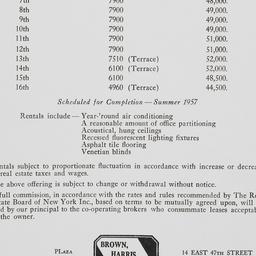 7th 7900 48,000.
8th 7900 49,000.
9th 7900 49,000.
10th 7900 49,000.
11th 7900 51,000.
12th 7900 51,000.
13th 7510 (Terrace) 52,000.
14th 6100 (Terrace) 52,000.
15th 6100 48,500.
16th 4960 (Terrace) 44,500.
Scheduled for Completion — Summer 1957
Rentals include — Year-'round air conditioning
A reasonable amount of office partitioning
Acoustical, hung ceilings
Recessed fluorescent lighting fixtures
Asphalt tile flooring
Venetian blinds
ntals subject to proportionate fluctuation in accordance with increase or decrea
real estate taxes and wages.
e above offering is subject to change or withdrawal without notice.
full commission, in accordance with the rates and rules recommended by The Re
state Board of New York Inc., based on terms to be mutually agreed upon, will
d by our principal to the co-operating brokers who consummate leases acceptab
the owner.
PLaza
BROWN,
HARRIS
14 EAST 47TH STREET